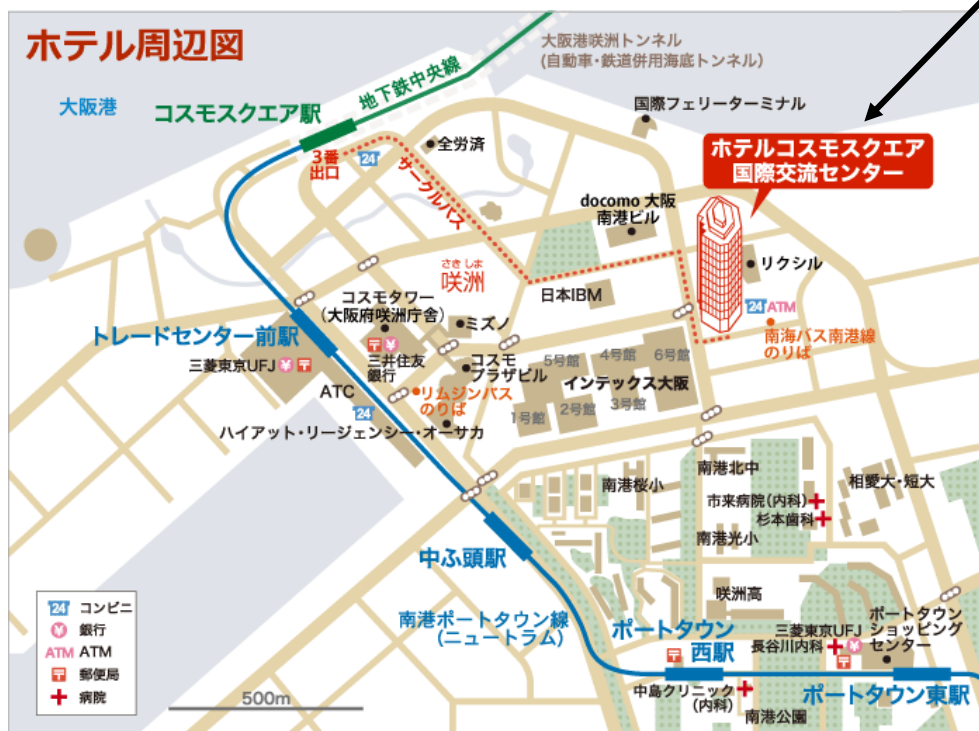 ホテル周辺図
大阪港咲洲トンネル
(自動車・鉄道併用海底トンネル)
大阪港
コスモスクエア駅
地下鉄中央線
国際フェリーターミナル
3番
出口
24
全労済
サークルバス
ホテルコスモスクエア
国際交流センター
docomo 大阪
南港ビル
さき しま
咲洲
リクシル
日本IBM
コスモタワー
(大阪府咲洲庁舎)
24 ATM
トレードセンター前駅
ミズノ
南海バス南港線
のりば
三菱東京UFJ
三井住友
銀行
コスモ
プラザビル
5号館
4号館
6号館
インテックス大阪
1号館
2号館
3号館
ATC
24
リムジンバス
のりば
ハイアット・リージェンシー・オーサカ
南港桜小
南港北中
相愛大・短大
市来病院(内科)
杉本歯科
南港光小
中ふ頭駅
咲洲高
南港ポートタウン線
(ニュートラム)
ポートタウン
西駅
三菱東京UFJ
長谷川内科
ポートタウン
ショッピング
センター
中島クリニック
(内科)
ポートタウン東駅
南港公園
24 コンビニ
銀行
ATM ATM
郵便局
病院
500m